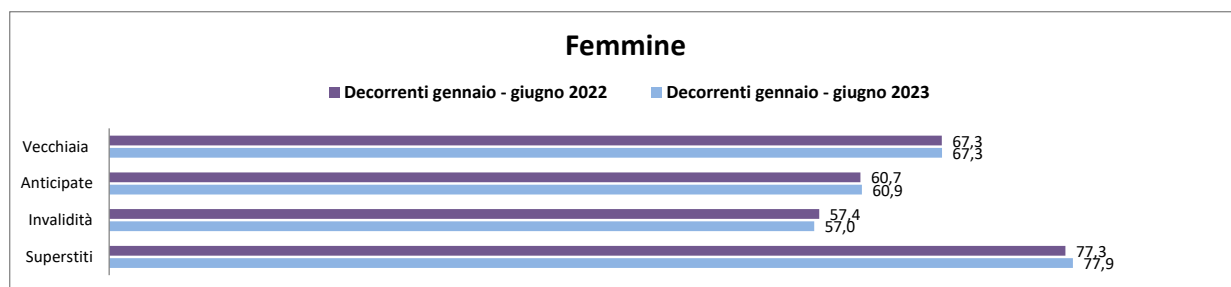 Femmine
Decorrenti gennaio - giugno 2022 Decorrenti gennaio - giugno 2023
Vecchiaia 67,3
67,3
Anticipate 60,7
60,9
Invalidità 57,4
57,0
Superstiti 77,3
77,9